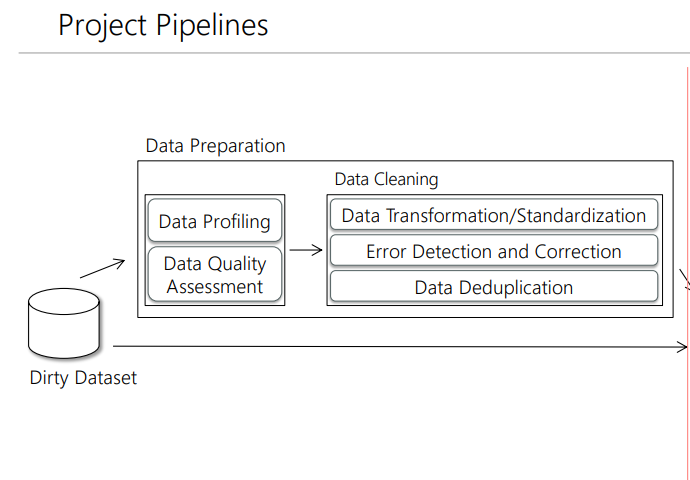 Project Pipelines
Data Preparation
Data Cleaning
Data Profiling
Data Quality
Assessment
Data Transformation/Standardization
Error Detection and Correction
Data Deduplication
Dirty Dataset